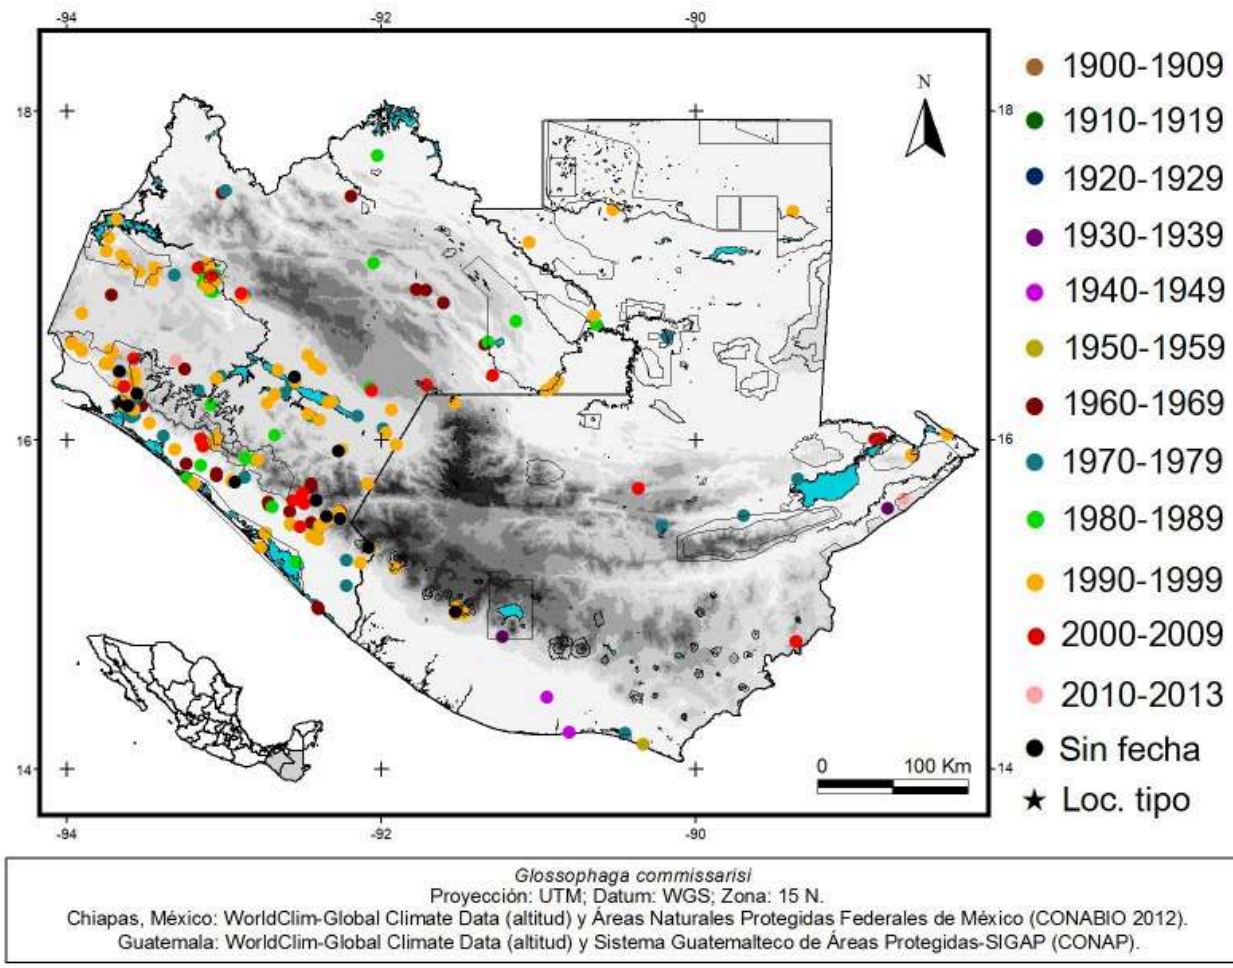 -94 -92 -90
N
18 18
16 16
14 14
0 100 Km
-94 -92 -90
1900-1909
1910-1919
1920-1929
1930-1939
1940-1949
1950-1959
1960-1969
1970-1979
1980-1989
1990-1999
2000-2009
2010-2013
Sin fecha
Loc. tipo
Glossophaga commissarisi
Proyección: UTM; Datum: WGS; Zona: 15 N.
Chiapas, México: WorldClim-Global Climate Data (altitud) y Áreas Naturales Protegidas Federales de México (CONABIO 2012).
Guatemala: WorldClim-Global Climate Data (altitud) y Sistema Guatemalteco de Áreas Protegidas-SIGAP (CONAP).